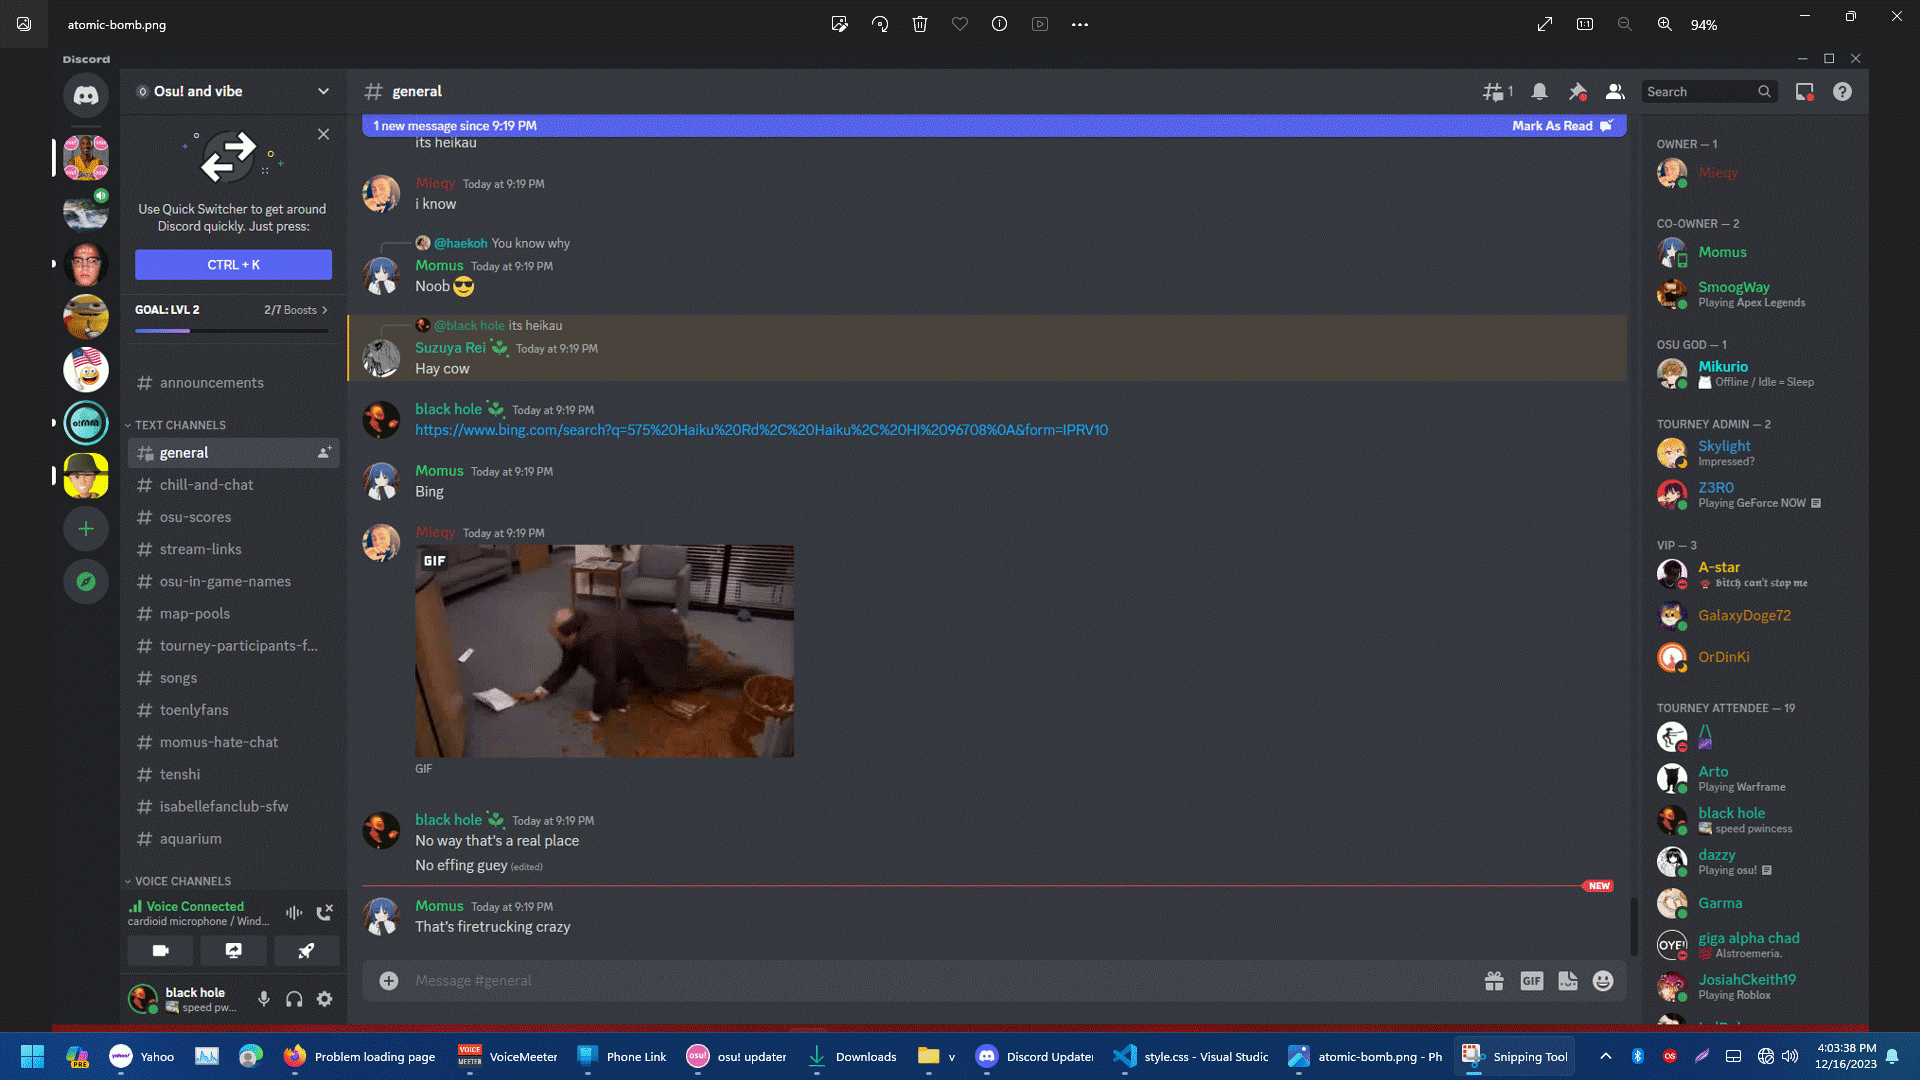 atomic-bomb.png
94%
Discord
Osu! and vibe
general
1
Search
Use Quick Switcher to get around
Discord quickly. Just press:
CTRL + K
GOAL: LVL 2 2/7 Boosts
announcements
TEXT CHANNELS
general
chill-and-chat
osu-scores
stream-links
osu-in-game-names
map-pools
tourney-participants-f...
songs
toenlyfans
momus-hate-chat
tenshi
isabellefanclub-sfw
aquarium
VOICE CHANNELS
Voice Connected
cardioid microphone / Wind...
black hole
speed pw...
1 new message since 9:19 PM Mark As Read
its heikau
Mieqy Today at 9:19 PM
i know
@haekoh You know why
Momus Today at 9:19 PM
Noob 😎
@black hole its heikau
Suzuya Rei Today at 9:19 PM
Hay cow
black hole Today at 9:19 PM
https://www.bing.com/search?q=575%20Haiku%20Rd%2C%20Haiku%2C%20HI%2096708%0A&form=IPRV10
Momus Today at 9:19 PM
Bing
Mieqy Today at 9:19 PM
GIF
GIF
black hole Today at 9:19 PM
No way that's a real place
No effing guey (edited)
NEW
Momus Today at 9:19 PM
That's firetrucking crazy
Message #general
GIF
OWNER — 1
Mieqy
CO-OWNER — 2
Momus
SmoogWay
Playing Apex Legends
OSU GOD — 1
Mikurio
Offline / Idle = Sleep
TOURNEY ADMIN — 2
Skylight
Impressed?
Z3R0
Playing GeForce NOW
VIP — 3
A-star
bitch can't stop me
GalaxyDoge72
OrDinKi
TOURNEY ATTENDEE — 19
/\
Arto
Playing Warframe
black hole
speed pwincess
dazzy
Playing osu!
Garma
OYE!
giga alpha chad
Alstroemeria.
JosiahCkeith19
Playing Roblox
PRE
Yahoo
Problem loading page
VoiceMeeter
Phone Link
osu!
osu! updater
Downloads
v
Discord Updater
style.css - Visual Studio
atomic-bomb.png - Ph
Snipping Tool
4:03:38 PM
12/16/2023